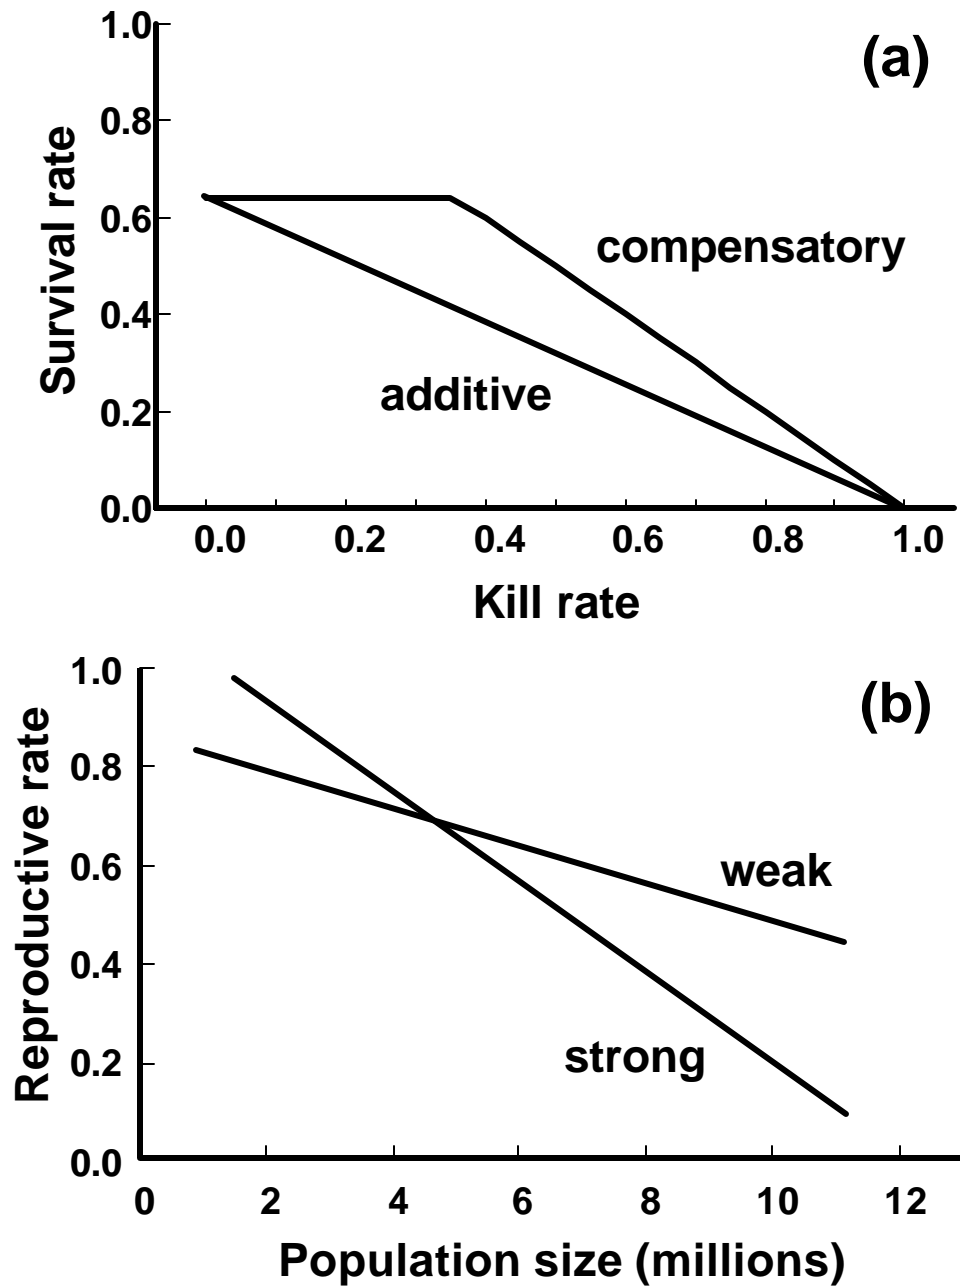 (a)
Survival rate
1.0
0.8
0.6
0.4
0.2
0.0
compensatory
additive
0.0 0.2 0.4 0.6 0.8 1.0
Kill rate
(b)
Reproductive rate
1.0
0.8
0.6
0.4
0.2
0.0
weak
strong
0 2 4 6 8 10 12
Population size (millions)